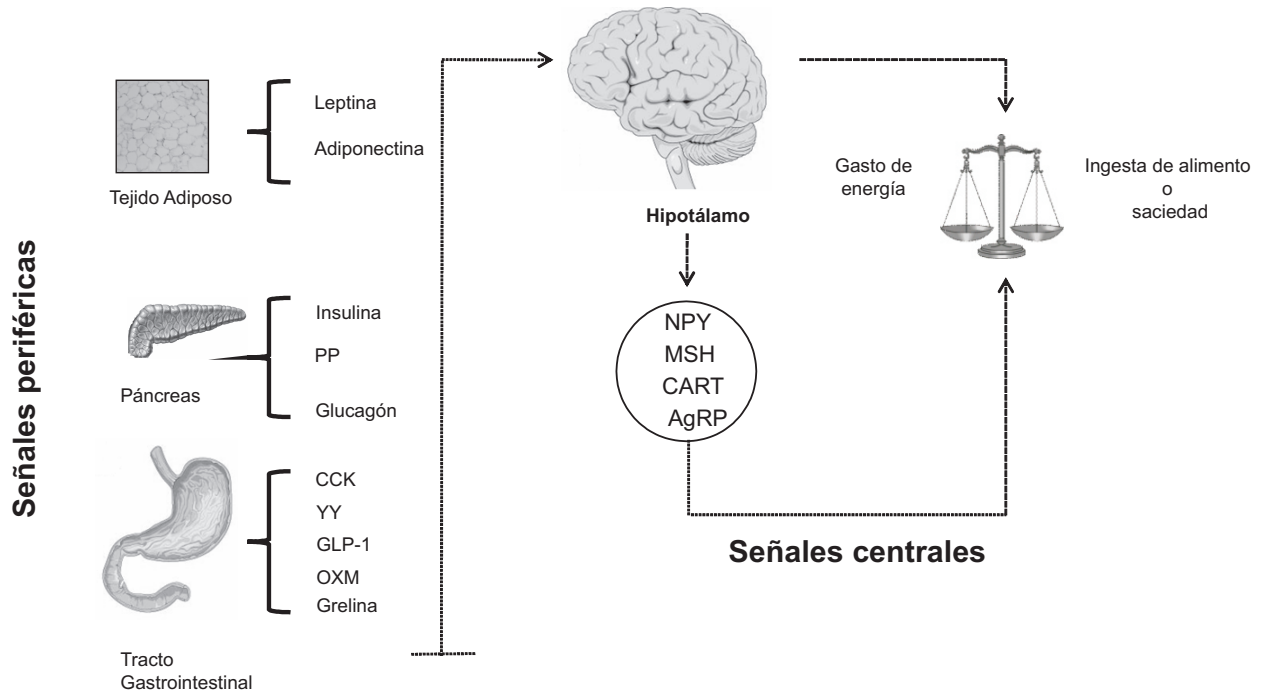 Señales periféricas
Leptina
Adiponectina
Tejido Adiposo
Insulina
PP
Glucagón
Páncreas
CCK
YY
GLP-1
OXM
Grelina
Tracto
Gastrointestinal
Hipotálamo
NPY
MSH
CART
AgRP
Señales centrales
Gasto de
energía
Ingesta de alimento
o
saciedad